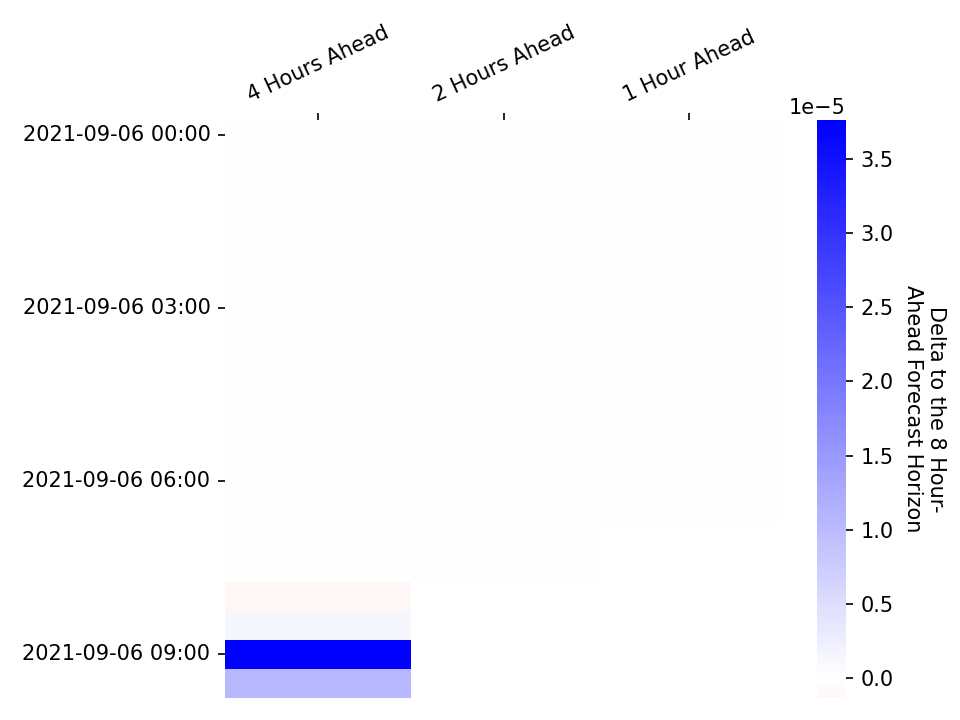 4 Hours Ahead
2 Hours Ahead
1 Hour Ahead
1e−5
2021-09-06 00:00
2021-09-06 03:00
2021-09-06 06:00
2021-09-06 09:00
3.5
3.0
2.5
2.0
1.5
1.0
0.5
0.0
Delta to the 8 Hour-
Ahead Forecast Horizon